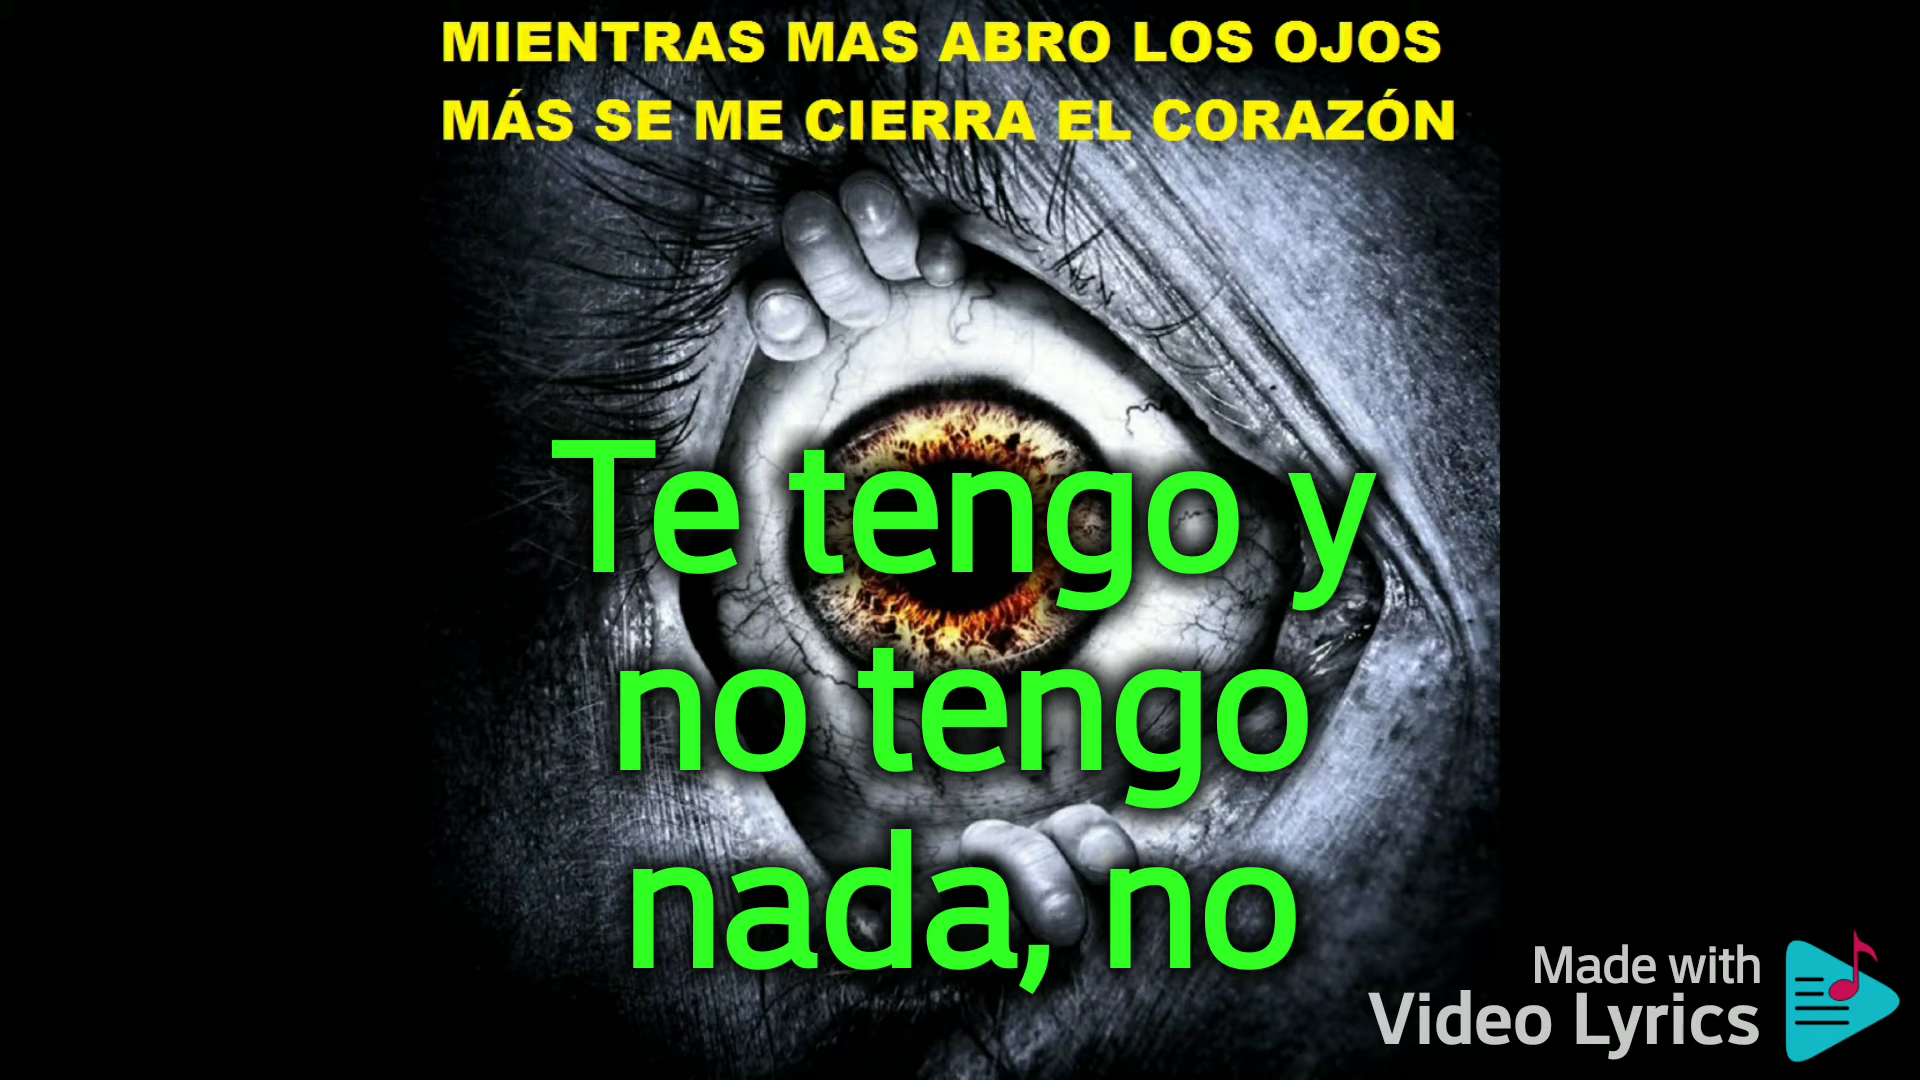 MIENTRAS MAS ABRO LOS OJOS
MÁS SE ME CIERRA EL CORAZÓN
Te tengo y
no tengo
nada, no
Made with
Video Lyrics